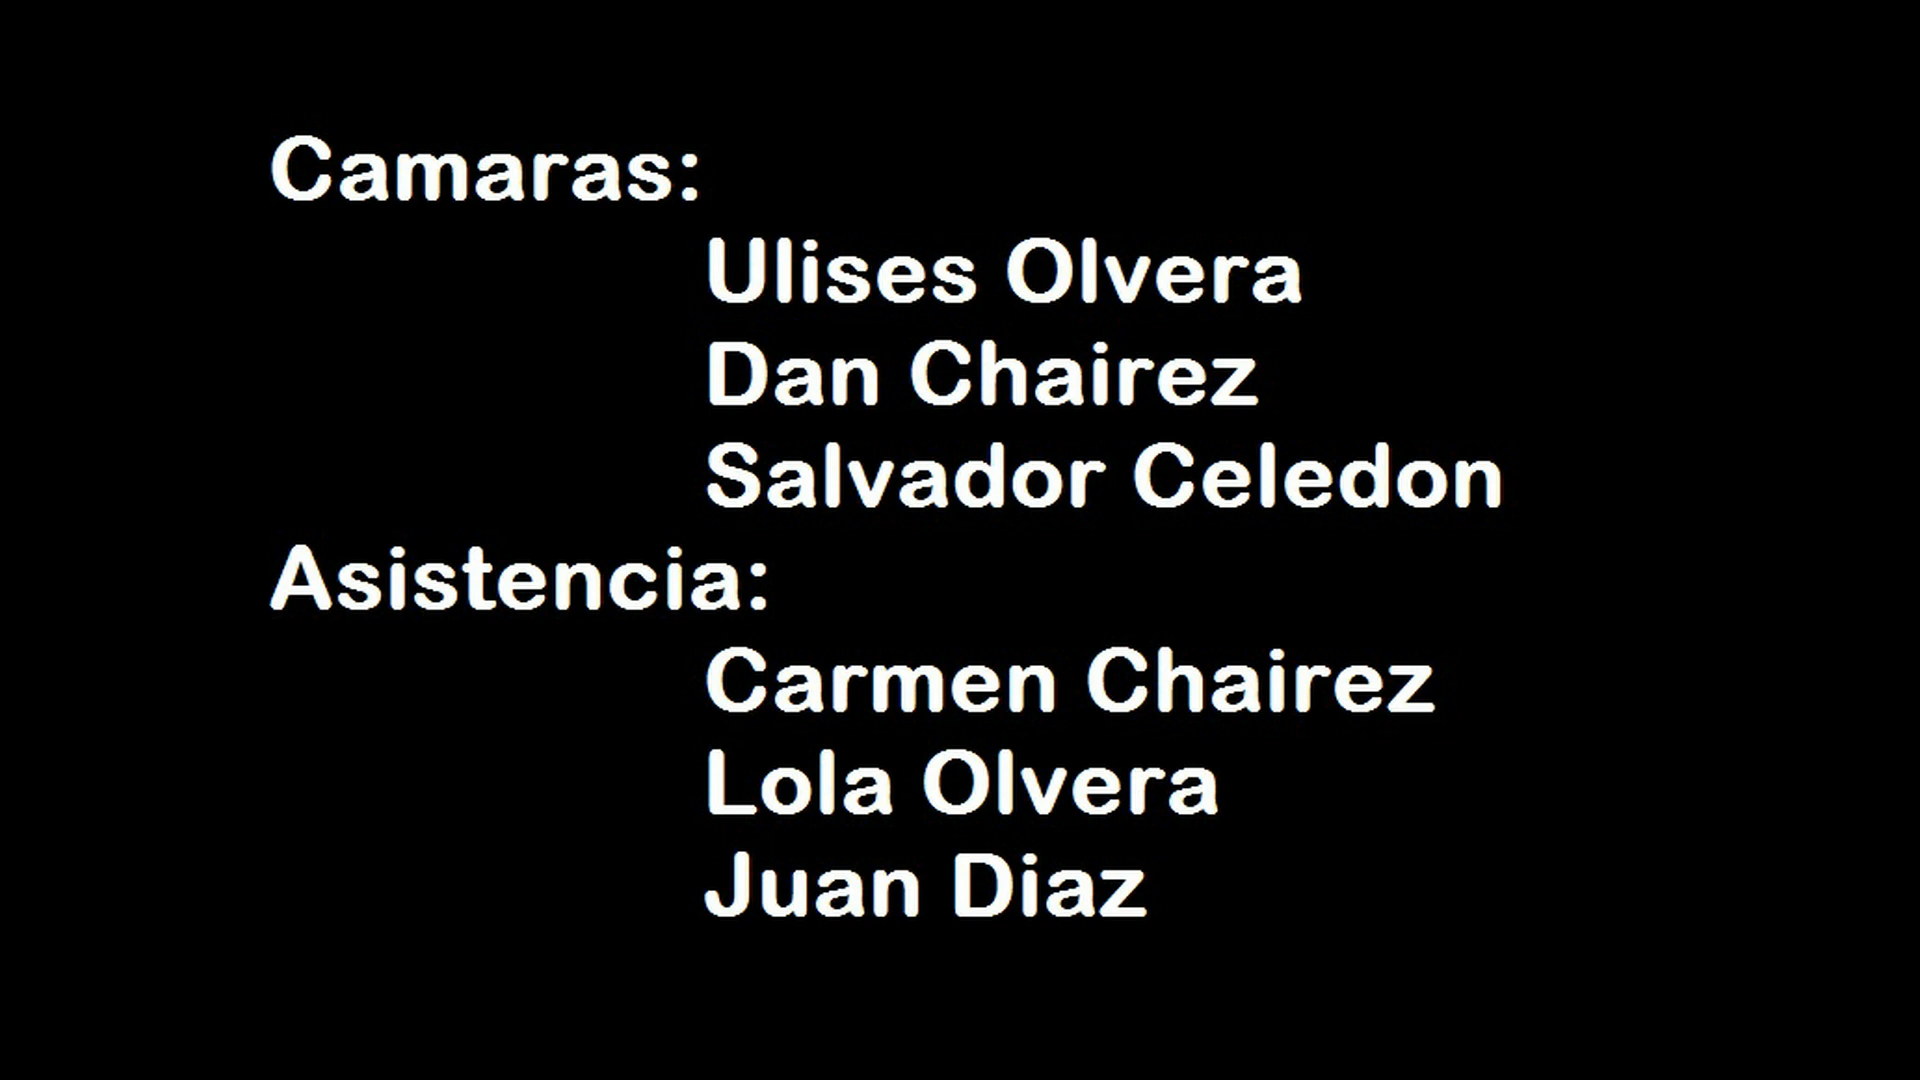 Camaras:
Ulises Olvera
Dan Chairez
Salvador Celedon
Asistencia:
Carmen Chairez
Lola Olvera
Juan Diaz